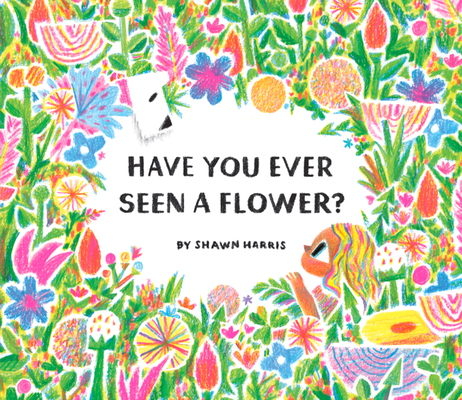 HAVE YOU EVER
SEEN A FLOWER?
BY SHAWN HARRIS